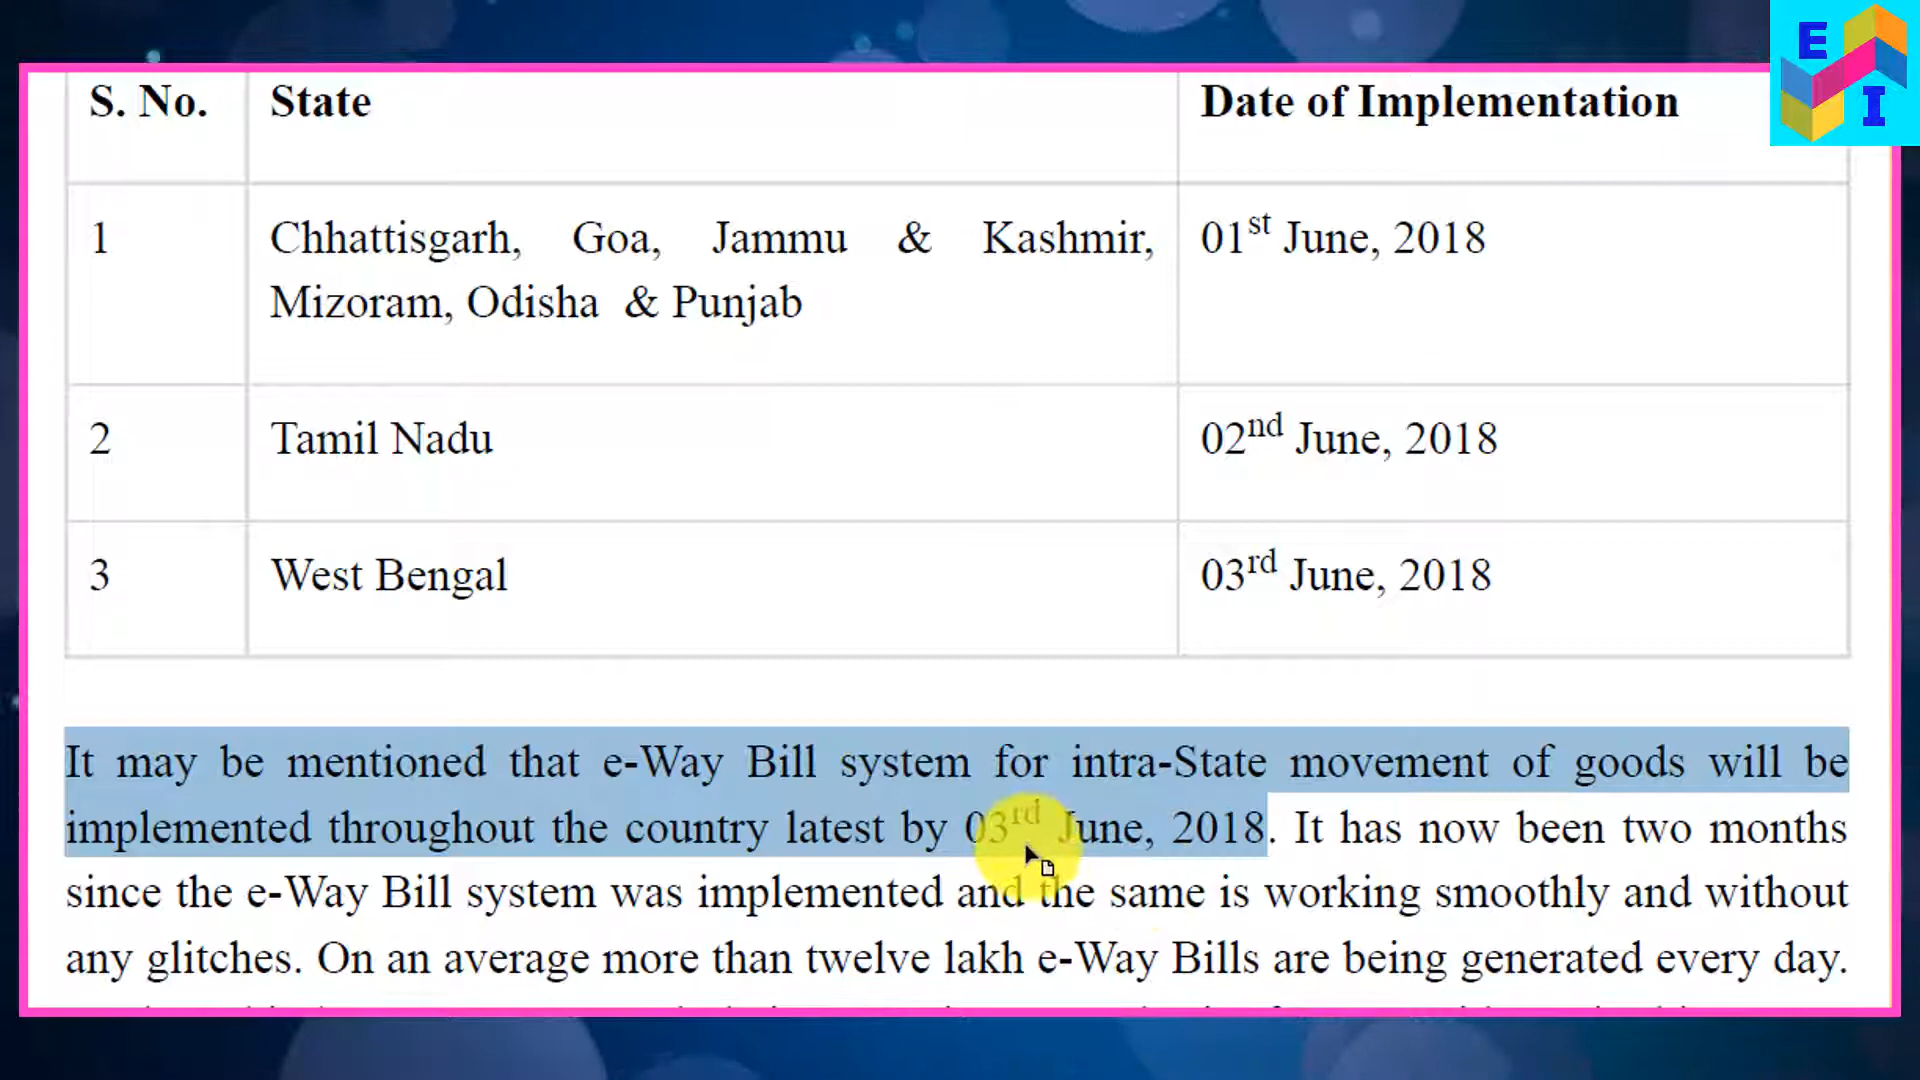 E
I
S. No. State Date of Implementation
1 Chhattisgarh, Goa, Jammu & Kashmir, 01st June, 2018
Mizoram, Odisha & Punjab
2 Tamil Nadu 02nd June, 2018
3 West Bengal 03rd June, 2018
It may be mentioned that e-Way Bill system for intra-State movement of goods will be
implemented throughout the country latest by 03rd June, 2018. It has now been two months
since the e-Way Bill system was implemented and the same is working smoothly and without
any glitches. On an average more than twelve lakh e-Way Bills are being generated every day.